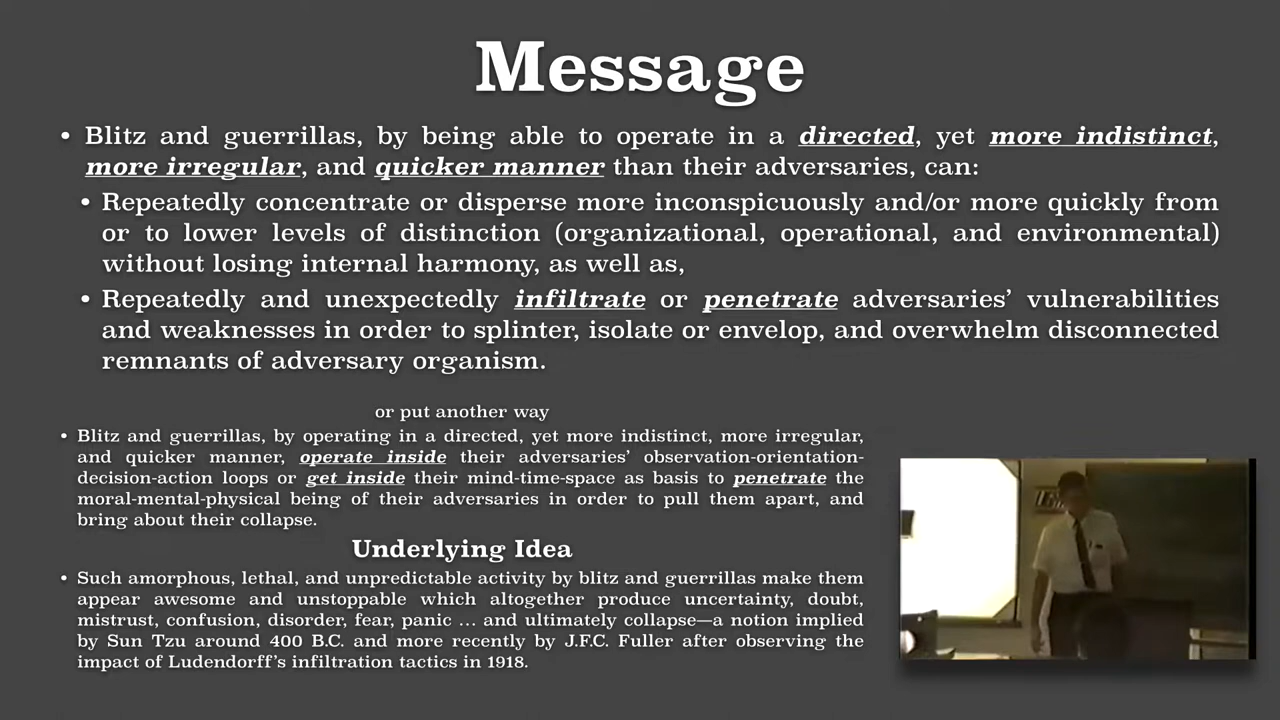 Message
• Blitz and guerrillas, by being able to operate in a directed, yet more indistinct,
more irregular, and quicker manner than their adversaries, can:
• Repeatedly concentrate or disperse more inconspicuously and/or more quickly from
or to lower levels of distinction (organizational, operational, and environmental)
without losing internal harmony, as well as,
• Repeatedly and unexpectedly infiltrate or penetrate adversaries’ vulnerabilities
and weaknesses in order to splinter, isolate or envelop, and overwhelm disconnected
remnants of adversary organism.
or put another way
• Blitz and guerrillas, by operating in a directed, yet more indistinct, more irregular,
and quicker manner, operate inside their adversaries’ observation-orientation-
decision-action loops or get inside their mind-time-space as basis to penetrate the
moral-mental-physical being of their adversaries in order to pull them apart, and
bring about their collapse.
Underlying Idea
• Such amorphous, lethal, and unpredictable activity by blitz and guerrillas make them
appear awesome and unstoppable which altogether produce uncertainty, doubt,
mistrust, confusion, disorder, fear, panic ... and ultimately collapse—a notion implied
by Sun Tzu around 400 B.C. and more recently by J.F.C. Fuller after observing the
impact of Ludendorff’s infiltration tactics in 1918.